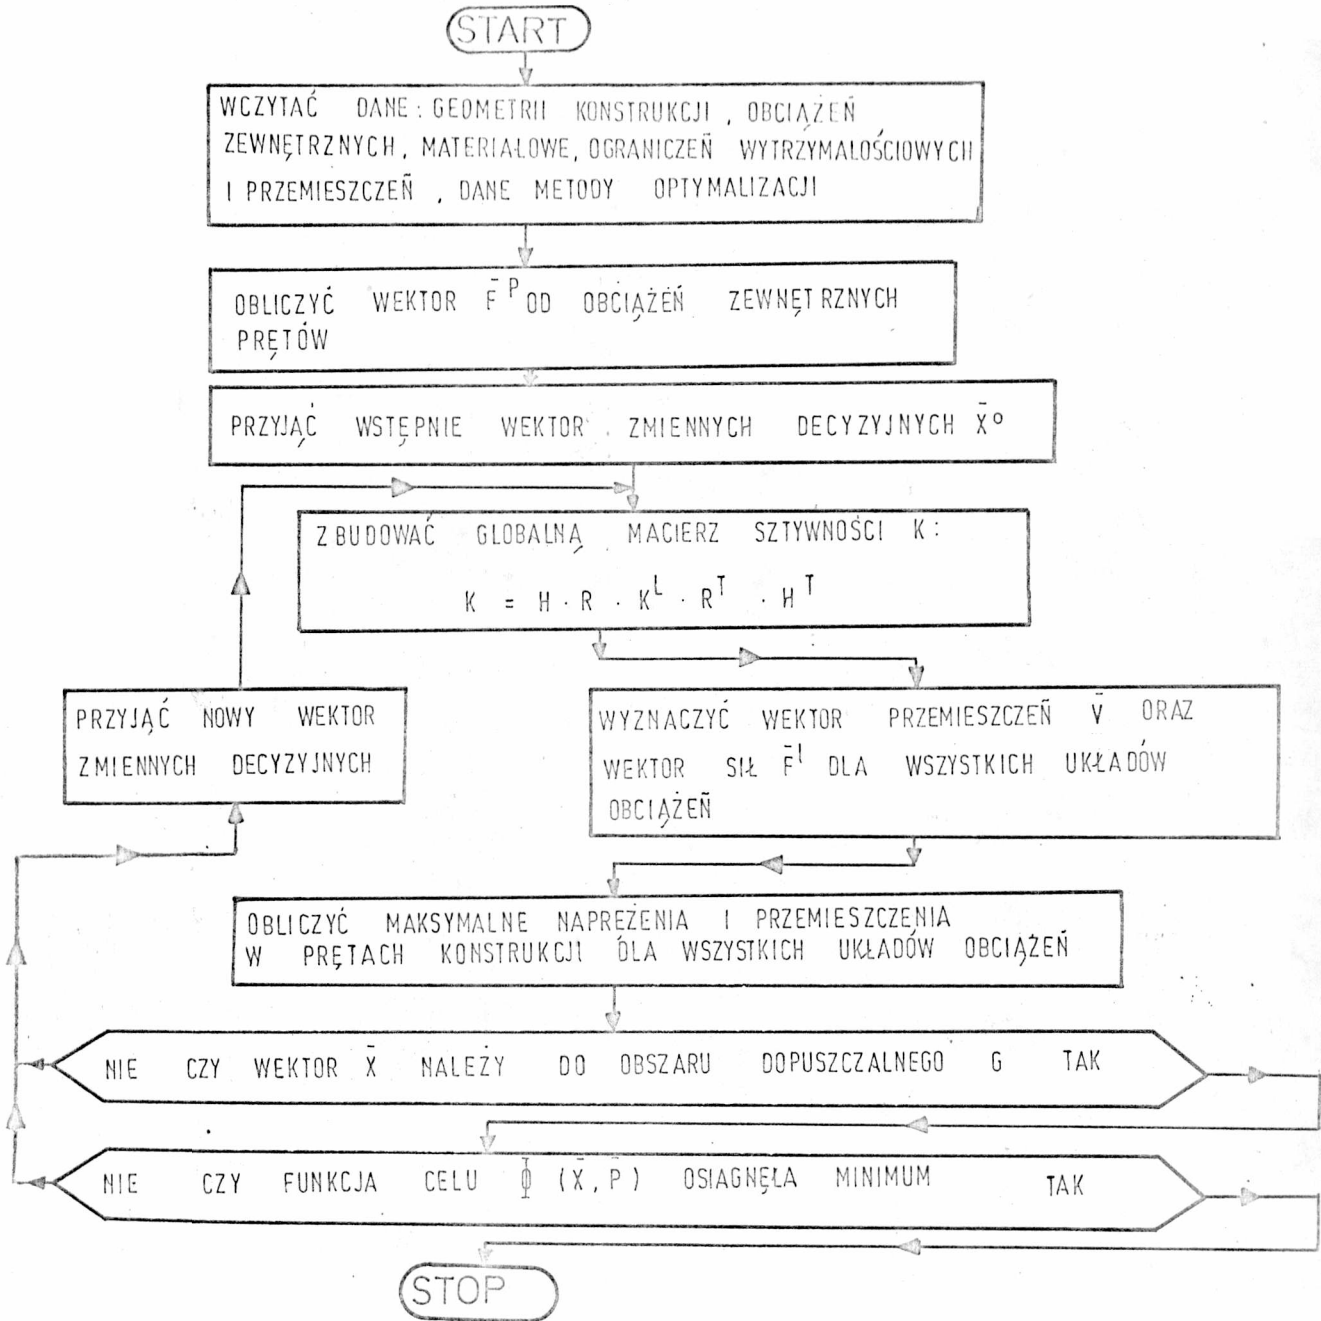 START
WCZYTAĆ DANE: GEOMETRII KONSTRUKCJI, OBCIĄŻEŃ
ZEWNĘTRZNYCH, MATERIAŁOWE, OGRANICZEŃ WYTRZYMAŁOŚCIOWYCH
I PRZEMIESZCZEŃ, DANE METODY OPTYMALIZACJI
OBLICZYĆ WEKTOR F̄ᴾ OD OBCIĄŻEŃ ZEWNĘTRZNYCH
PRĘTÓW
PRZYJĄĆ WSTĘPNIE WEKTOR ZMIENNYCH DECYZYJNYCH X̄°
ZBUDOWAĆ GLOBALNĄ MACIERZ SZTYWNOŚCI K:
K = H · R · Kᴸ · Rᵀ · Hᵀ
PRZYJĄĆ NOWY WEKTOR
ZMIENNYCH DECYZYJNYCH
WYZNACZYĆ WEKTOR PRZEMIESZCZEŃ V̄ ORAZ
WEKTOR SIŁ F̄ˡ DLA WSZYSTKICH UKŁADÓW
OBCIĄŻEŃ
OBLICZYĆ MAKSYMALNE NAPRĘŻENIA I PRZEMIESZCZENIA
W PRĘTACH KONSTRUKCJI DLA WSZYSTKICH UKŁADÓW OBCIĄŻEŃ
NIE CZY WEKTOR X̄ NALEŻY DO OBSZARU DOPUSZCZALNEGO G TAK
NIE CZY FUNKCJA CELU Φ̄ (X̄, P̄) OSIAGNĘŁA MINIMUM TAK
STOP